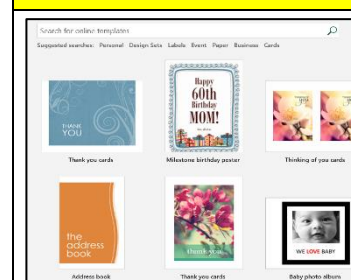 Search for online templates
Suggested searches: Personal Design Sets Labels Event Paper Business Cards
THANK
YOU
Happy
60th
Birthday
MOM!
Thank you cards
Milestone birthday poster
Thinking of you cards
the
address
book
Thank you
WE LOVE BABY
Address book
Thank you cards
Baby photo album